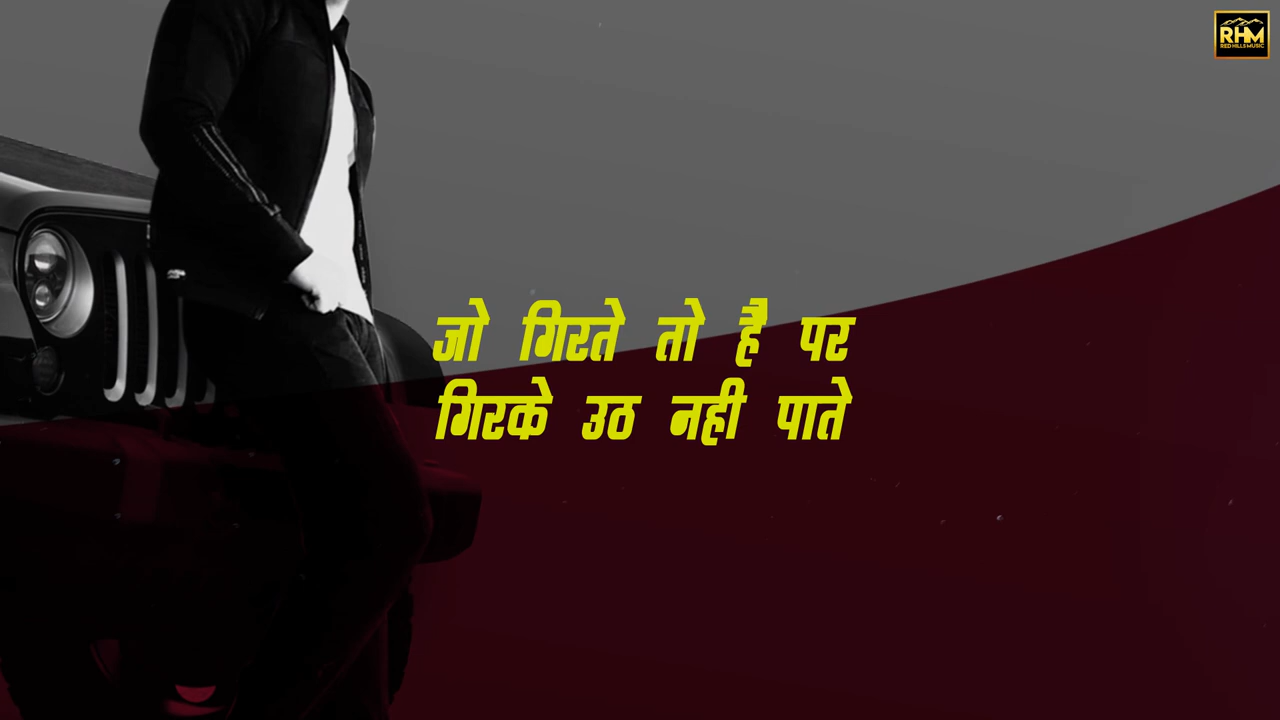 RHM
RED HILLS MUSIC
जो गिरते तो है पर
गिरके उठ नही पाते